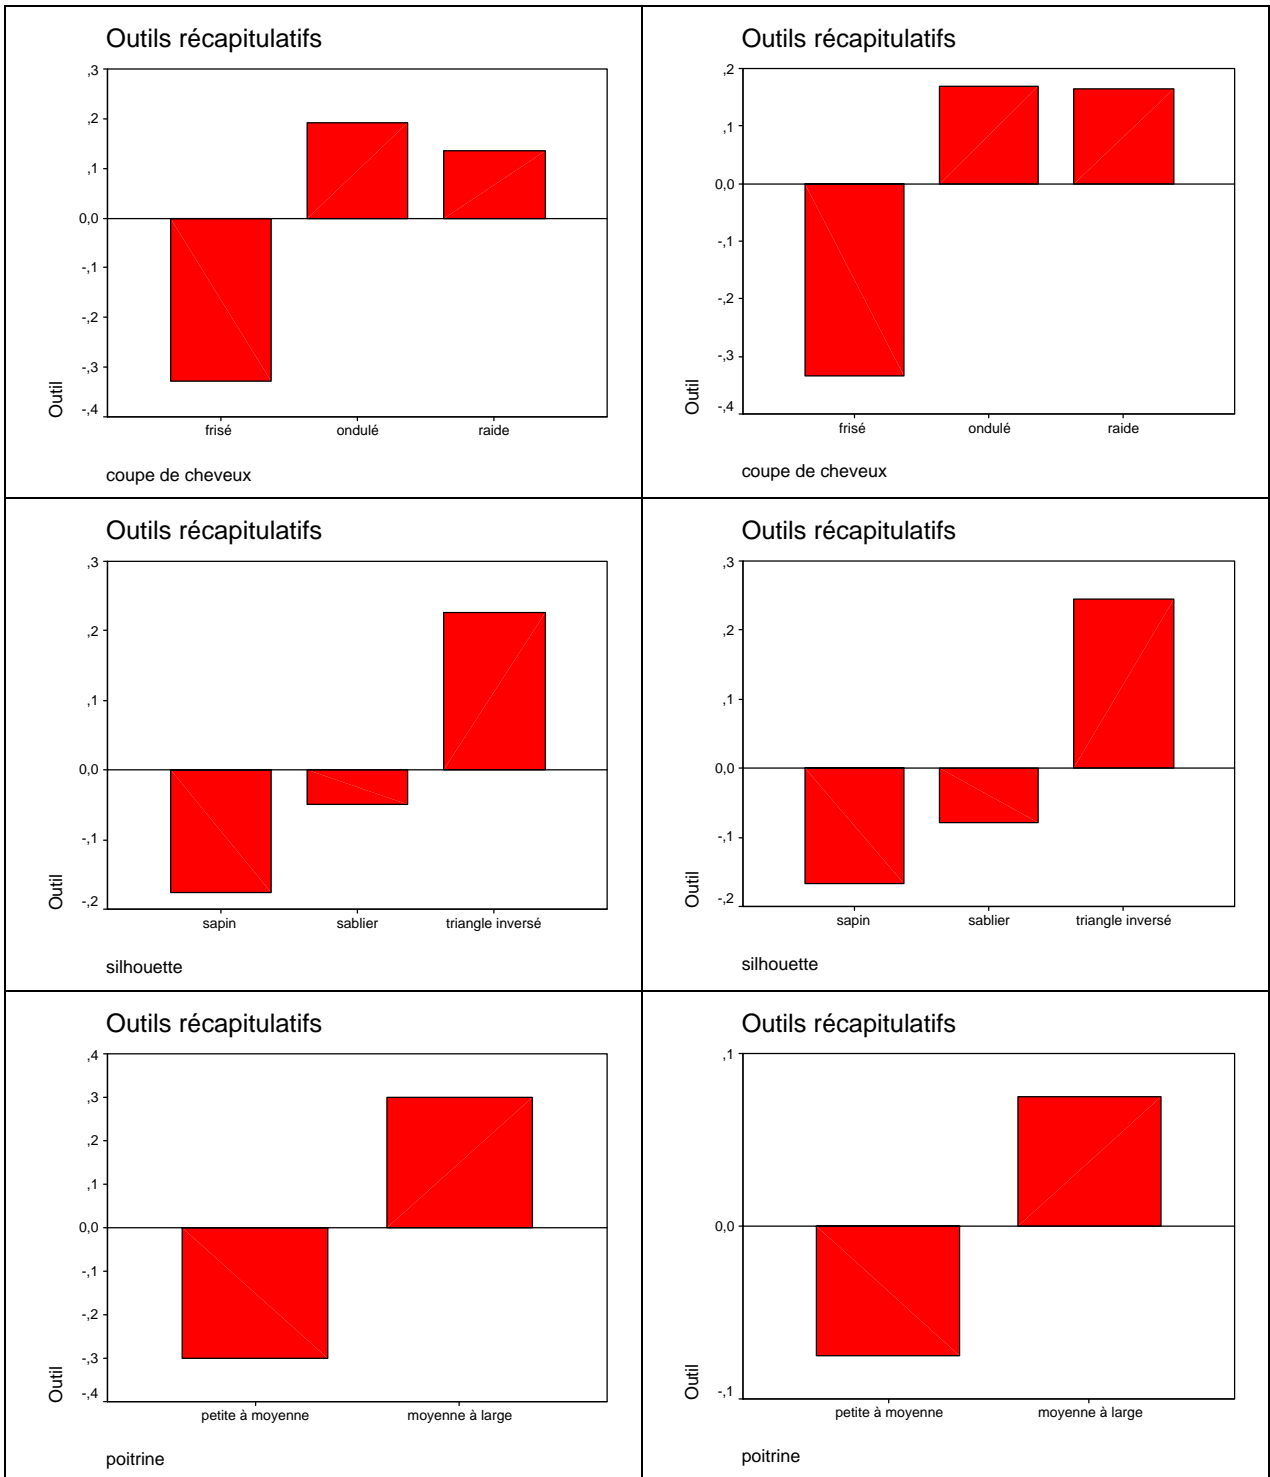 Outils récapitulatifs
,3
,2
,1
0,0
-,1
-,2
-,3
-,4
Outil
frisé ondulé raide
coupe de cheveux
Outils récapitulatifs
,2
,1
0,0
-,1
-,2
-,3
-,4
Outil
frisé ondulé raide
coupe de cheveux
Outils récapitulatifs
,3
,2
,1
0,0
-,1
-,2
Outil
sapin sablier triangle inversé
silhouette
Outils récapitulatifs
,3
,2
,1
0,0
-,1
-,2
Outil
sapin sablier triangle inversé
silhouette
Outils récapitulatifs
,4
,3
,2
,1
0,0
-,1
-,2
-,3
-,4
Outil
petite à moyenne moyenne à large
poitrine
Outils récapitulatifs
,1
0,0
-,1
Outil
petite à moyenne moyenne à large
poitrine